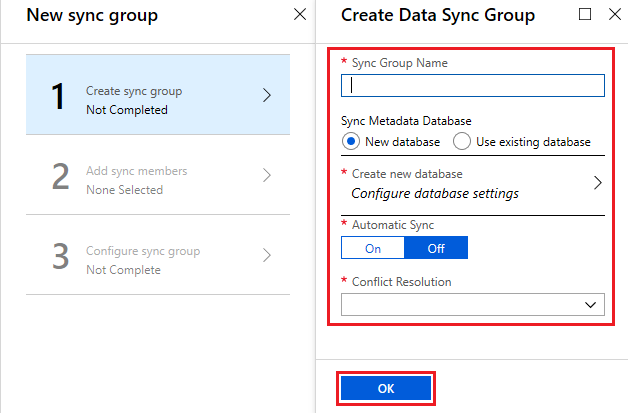 New sync group
1
Create sync group
Not Completed
2
Add sync members
None Selected
3
Configure sync group
Not Complete
Create Data Sync Group
* Sync Group Name
Sync Metadata Database
New database Use existing database
* Create new database
Configure database settings
* Automatic Sync
On Off
* Conflict Resolution
OK